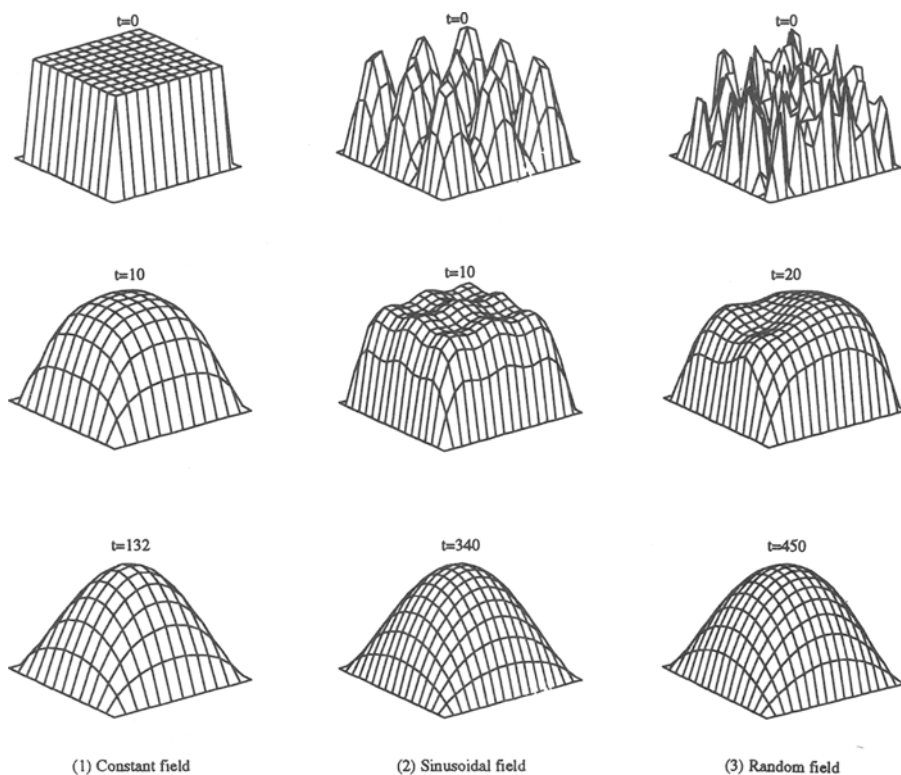 t=0
t=0
t=0
t=10
t=10
t=20
t=132
t=340
t=450
(1) Constant field
(2) Sinusoidal field
(3) Random field